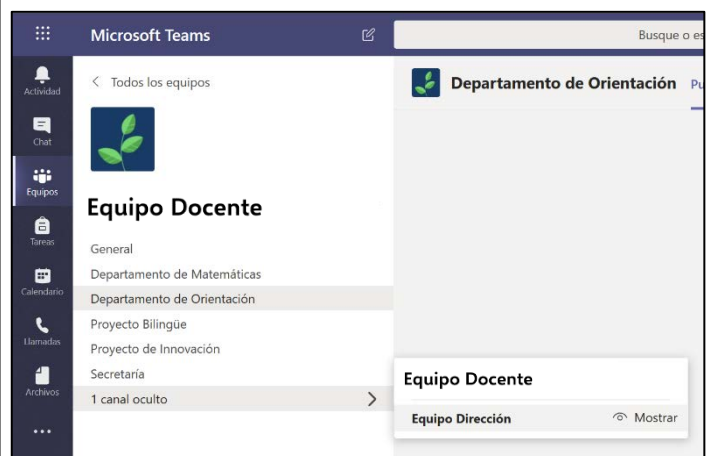 Microsoft Teams
Busque o es
Actividad
Chat
Equipos
Tareas
Calendario
Llamadas
Archivos
Todos los equipos
Equipo Docente
General
Departamento de Matemáticas
Departamento de Orientación
Proyecto Bilingüe
Proyecto de Innovación
Secretaría
1 canal oculto
Departamento de Orientación Pu
Equipo Docente
Equipo Dirección Mostrar